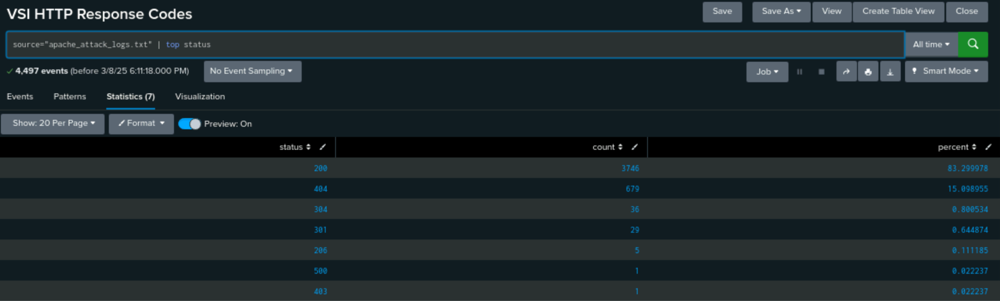 VSI HTTP Response Codes
Save
Save As
View
Create Table View
Close
source="apache_attack_logs.txt" | top status
All time
4,497 events (before 3/8/25 6:11:18.000 PM)
No Event Sampling
Job
Smart Mode
Events
Patterns
Statistics (7)
Visualization
Show: 20 Per Page
Format
Preview: On
status count percent
200 3746 83.299978
404 679 15.098955
304 36 0.800534
301 29 0.644874
206 5 0.111185
500 1 0.022237
403 1 0.022237